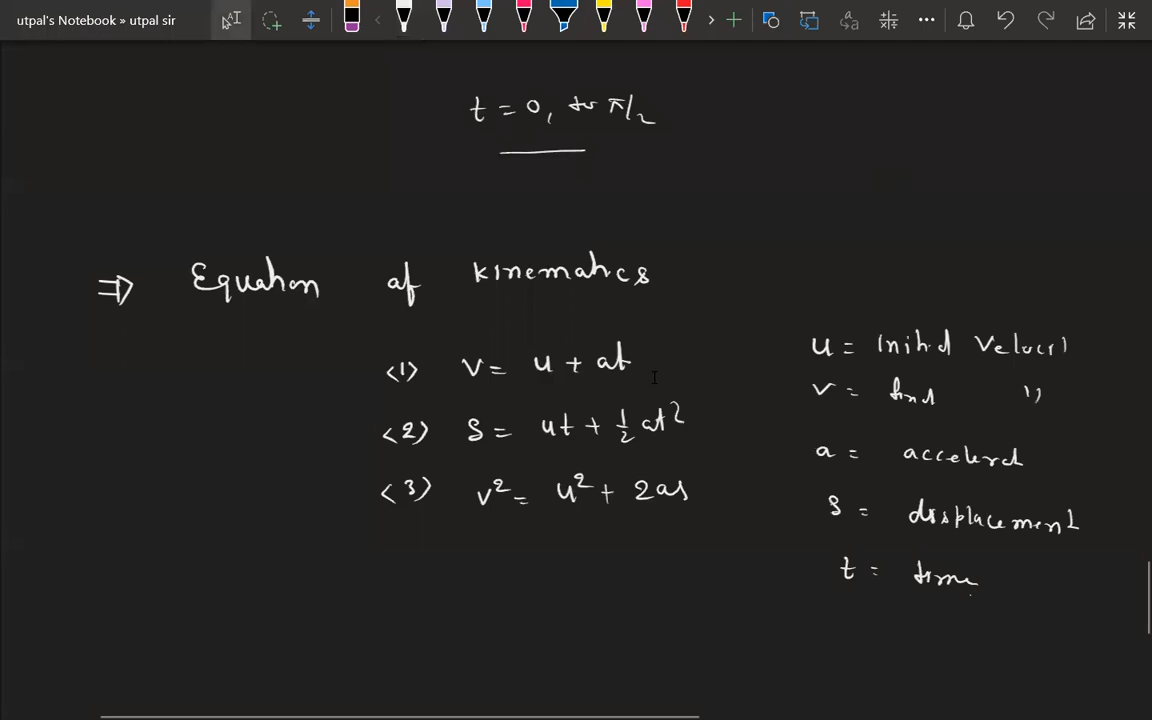 utpal's Notebook » utpal sir
t = 0, to π/2
⇒ Equation of kinematics
<1> v = u + at
<2> s = ut + 1/2 at²
<3> v² = u² + 2as
u = initial velocity
v = final "
a = accelerat
s = displacement
t = time